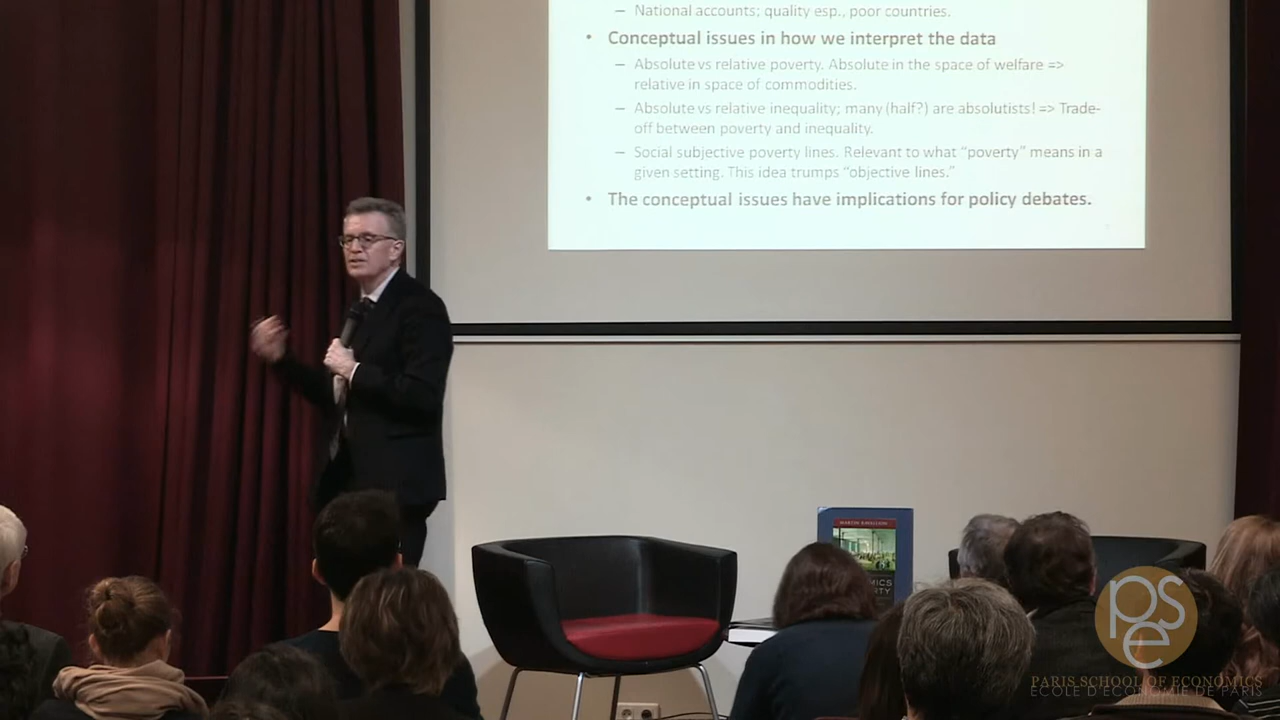 – National accounts; quality esp., poor countries.
• Conceptual issues in how we interpret the data
– Absolute vs relative poverty. Absolute in the space of welfare =>
relative in space of commodities.
– Absolute vs relative inequality; many (half?) are absolutists! => Trade-
off between poverty and inequality.
– Social subjective poverty lines. Relevant to what “poverty” means in a
given setting. This idea trumps “objective lines.”
• The conceptual issues have implications for policy debates.
MARTIN RAVALLION
pse
PARIS SCHOOL OF ECONOMICS
ECOLE D'ECONOMIE DE PARIS